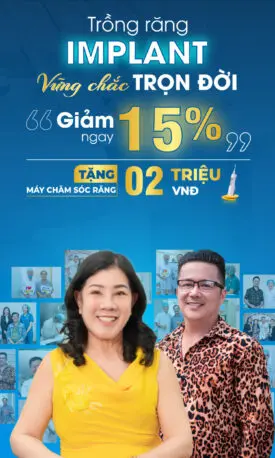 Trồng răng
IMPLANT
Vững chắc TRỌN ĐỜI
“ Giảm ngay 15% ”
TẶNG
MÁY CHĂM SÓC RĂNG
02 TRIỆU VNĐ